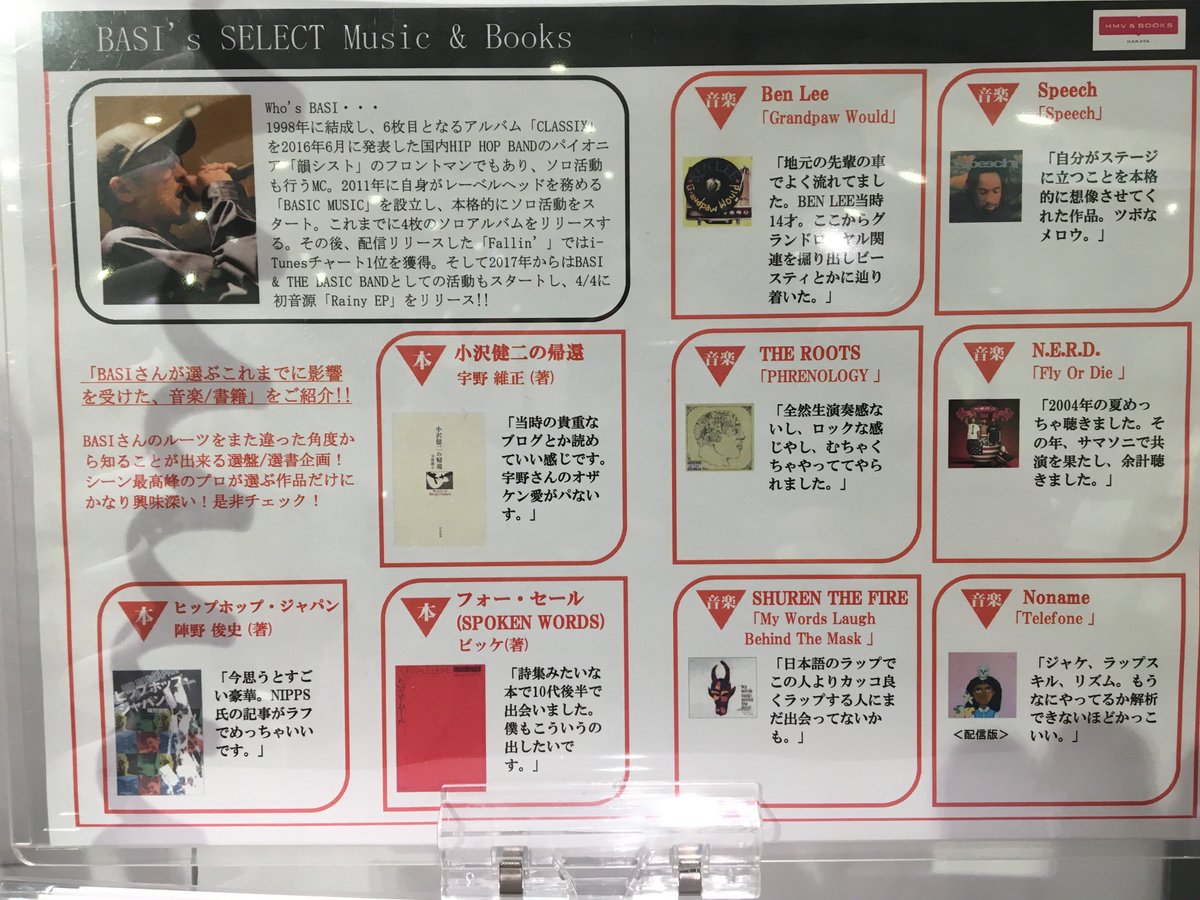 BASI's SELECT Music & Books
HMV & BOOKS
HAKATA
Who's BASI・・・
1998年に結成し、6枚目となるアルバム「CLASSIX」
を2016年6月に発表した国内HIP HOP BANDのパイオニ
ア「韻シスト」のフロントマンでもあり、ソロ活動
も行うMC。2011年に自身がレーベルヘッドを務める
「BASIC MUSIC」を設立し、本格的にソロ活動をス
タート。これまでに4枚のソロアルバムをリリースす
る。その後、配信リリースした「Fallin'」ではi-
Tunesチャート1位を獲得。そして2017年からはBASI
& THE BASIC BANDとしての活動もスタートし、4/4に
初音源「Rainy EP」をリリース!!
音楽
Ben Lee
「Grandpaw Would」
「地元の先輩の車
でよく流れてまし
た。BEN LEE当時
14才。ここからグ
ランドロイヤル関
連を掘り出しビー
スティとかに辿り
着いた。」
音楽
Speech
「Speech」
「自分がステージ
に立つことを本格
的に想像させてく
れた作品。ツボな
メロウ。」
「BASIさんが選ぶこれまでに影響
を受けた、音楽/書籍」をご紹介!!
BASIさんのルーツをまた違った角度か
ら知ることが出来る選盤/選書企画！
シーン最高峰のプロが選ぶ作品だけに
かなり興味深い！是非チェック！
本
小沢健二の帰還
宇野 維正 (著)
小沢健二の帰還
「当時の貴重な
ブログとか読め
ていい感じです。
宇野さんのオザ
ケン愛がパない
す。」
音楽
THE ROOTS
「PHRENOLOGY 」
「全然生演奏感な
いし、ロックな感
じやし、むちゃく
ちゃやっててやら
れました。」
音楽
N.E.R.D.
「Fly Or Die 」
「2004年の夏めっ
ちゃ聴きました。そ
の年、サマソニで共
演を果たし、余計聴
きました。」
本
ヒップホップ・ジャパン
陣野 俊史 (著)
「今思うとすご
い豪華。NIPPS
氏の記事がラフ
でめっちゃいい
です。」
本
フォー・セール
(SPOKEN WORDS)
ビッケ(著)
「詩集みたいな
本で10代後半で
出会いました。
僕もこういうの
出したいで
す。」
音楽
SHUREN THE FIRE
「My Words Laugh
Behind The Mask 」
「日本語のラップで
この人よりカッコ良
くラップする人にま
だ出会ってないか
も。」
音楽
Noname
「Telefone 」
<配信版>
「ジャケ、ラップス
キル、リズム。もう
なにやってるか解析
できないほどかっこ
いい。」